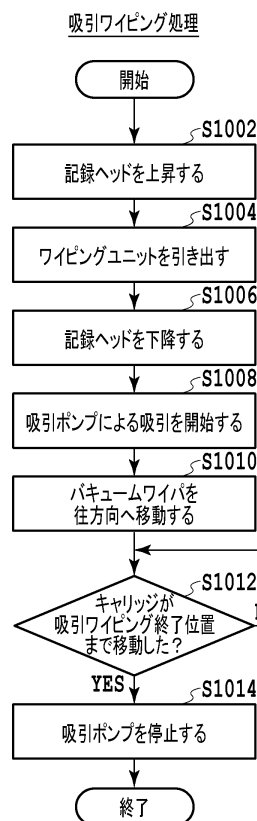 吸引ワイピング処理
開始
S1002
記録ヘッドを上昇する
S1004
ワイピングユニットを引き出す
S1006
記録ヘッドを下降する
S1008
吸引ポンプによる吸引を開始する
S1010
バキュームワイパを
往方向へ移動する
S1012
キャリッジが
吸引ワイピング終了位置
まで移動した？
YES
S1014
吸引ポンプを停止する
終了